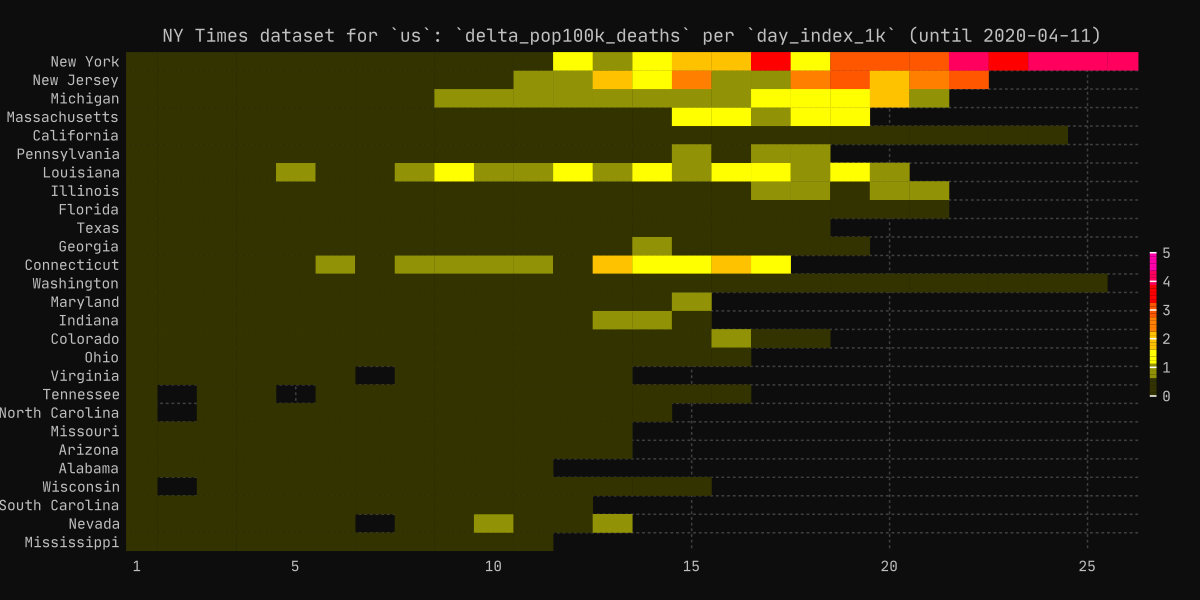 NY Times dataset for `us`: `delta_pop100k_deaths` per `day_index_1k` (until 2020-04-11)
New York
New Jersey
Michigan
Massachusetts
California
Pennsylvania
Louisiana
Illinois
Florida
Texas
Georgia
Connecticut
Washington
Maryland
Indiana
Colorado
Ohio
Virginia
Tennessee
North Carolina
Missouri
Arizona
Alabama
Wisconsin
South Carolina
Nevada
Mississippi
1 5 10 15 20 25
5
4
3
2
1
0